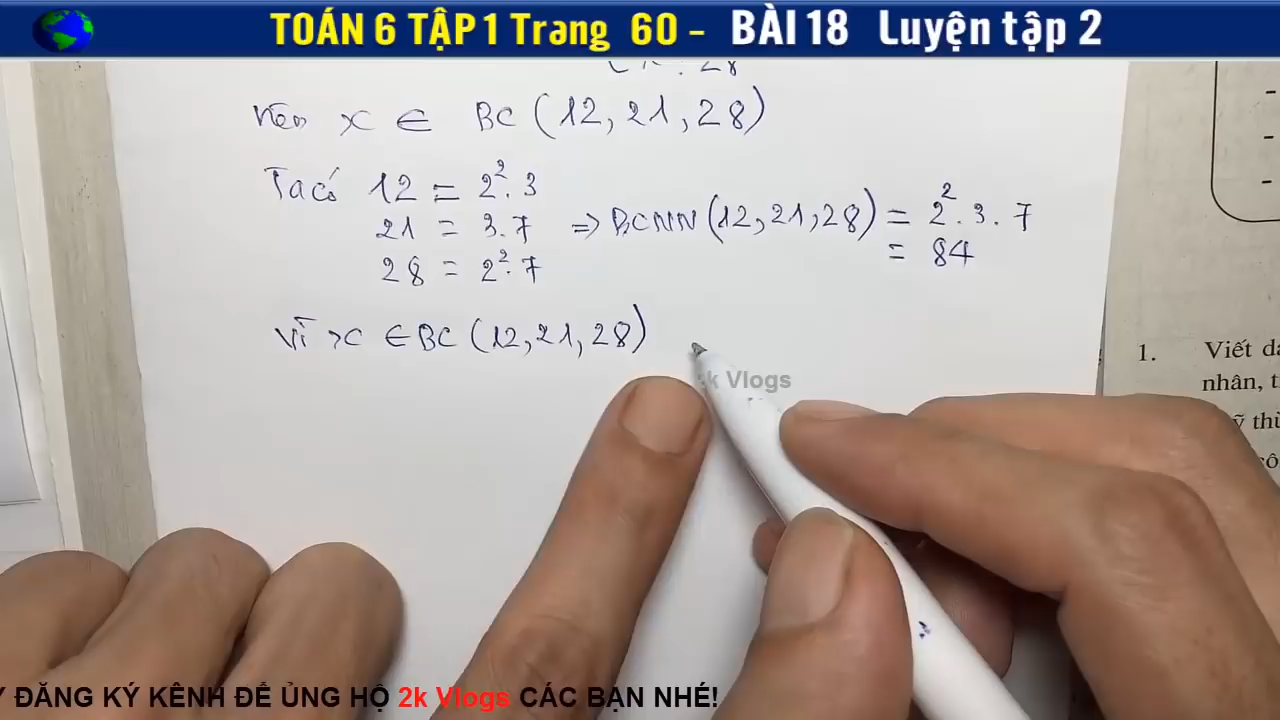 TOÁN 6 TẬP 1 Trang 60 - BÀI 18 Luyện tập 2
28
nên x ∈ BC (12, 21, 28)
Ta có 12 = 2². 3
21 = 3.7 => BCNN (12, 21, 28) = 2². 3. 7
28 = 2². 7 = 84
Vì x ∈ BC (12, 21, 28)
k Vlogs
1. Viết
nhân,
ĐĂNG KÝ KÊNH ĐỂ ỦNG HỘ 2k Vlogs CÁC BẠN NHÉ!